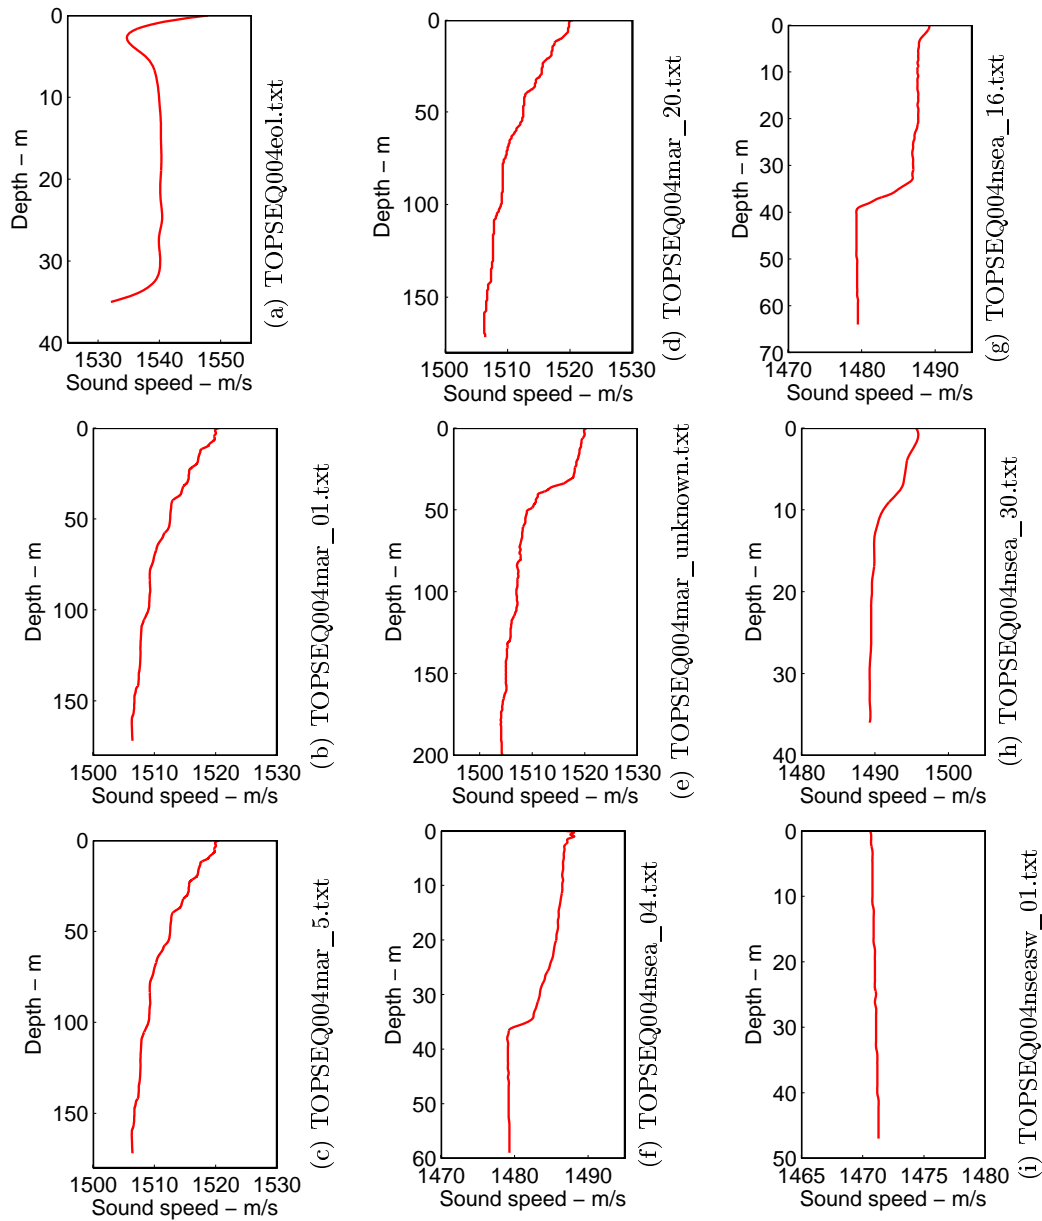 0
10
20
30
40
1530 1540 1550
Sound speed – m/s
Depth – m
(a) TOPSEQ004eol.txt
0
50
100
150
1500 1510 1520 1530
Sound speed – m/s
Depth – m
(b) TOPSEQ004mar_01.txt
0
50
100
150
1500 1510 1520 1530
Sound speed – m/s
Depth – m
(c) TOPSEQ004mar_5.txt
0
50
100
150
1500 1510 1520 1530
Sound speed – m/s
Depth – m
(d) TOPSEQ004mar_20.txt
0
50
100
150
200
1500 1510 1520 1530
Sound speed – m/s
Depth – m
(e) TOPSEQ004mar_unknown.txt
0
10
20
30
40
50
60
1470 1480 1490
Sound speed – m/s
Depth – m
(f) TOPSEQ004nsea_04.txt
0
10
20
30
40
50
60
70
1470 1480 1490
Sound speed – m/s
Depth – m
(g) TOPSEQ004nsea_16.txt
0
10
20
30
40
1480 1490 1500
Sound speed – m/s
Depth – m
(h) TOPSEQ004nsea_30.txt
0
10
20
30
40
50
1465 1470 1475 1480
Sound speed – m/s
Depth – m
(i) TOPSEQ004nseasw_01.txt